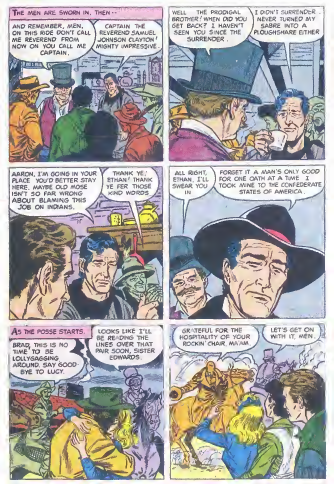 THE MEN ARE SWORN IN, THEN--
AND REMEMBER, MEN,
ON THIS RIDE DON'T CALL
ME REVEREND FROM
NOW ON YOU CALL ME
CAPTAIN.
CAPTAIN THE
REVEREND SAMUEL
JOHNSON CLAYTON!
MIGHTY IMPRESSIVE.
WELL THE PRODIGAL
BROTHER! WHEN DID YOU
GET BACK? I HAVEN'T
SEEN YOU SINCE THE
SURRENDER
I DIDN'T SURRENDER.
NEVER TURNED MY
SABRE INTO A
PLOUGHSHARE EITHER
AARON, I'M GOING IN YOUR
PLACE YOU'D BETTER STAY
HERE. MAYBE OLD MOSE
ISN'T SO FAR WRONG
ABOUT BLAMING THIS
JOB ON INDIANS.
THANK YE,
ETHAN! THANK
YE FER THOSE
KIND WORDS
ALL RIGHT,
ETHAN, I'LL
SWEAR YOU
IN
FORGET IT A MAN'S ONLY GOOD
FOR ONE OATH AT A TIME I
TOOK MINE TO THE CONFEDERATE
STATES OF AMERICA.
AS THE POSSE STARTS
BRAD, THIS IS NO
TIME TO BE
LOLLYGAGGING
AROUND. SAY GOOD-
BYE TO LUCY.
LOOKS LIKE I'LL
BE READING THE
LINES OVER THAT
PAIR SOON, SISTER
EDWARDS.
GRATEFUL FOR THE
HOSPITALITY OF YOUR
ROCKIN' CHAIR, MA'AM.
LET'S GET ON
WITH IT, MEN.